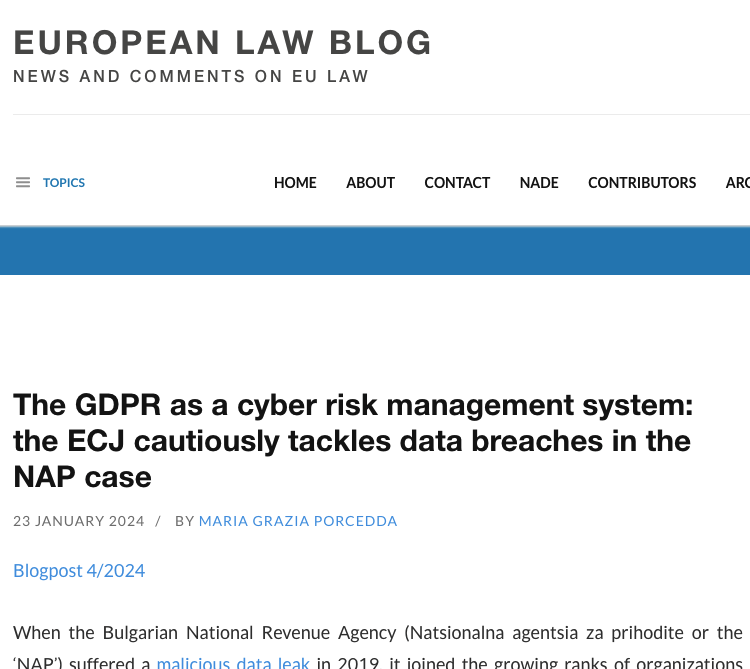 EUROPEAN LAW BLOG
NEWS AND COMMENTS ON EU LAW
TOPICS HOME ABOUT CONTACT NADE CONTRIBUTORS ARC
The GDPR as a cyber risk management system:
the ECJ cautiously tackles data breaches in the
NAP case
23 JANUARY 2024 / BY MARIA GRAZIA PORCEDDA
Blogpost 4/2024
When the Bulgarian National Revenue Agency (Natsionalna agentsia za prihodite or the
‘NAP’) suffered a malicious data leak in 2019, it joined the growing ranks of organizations